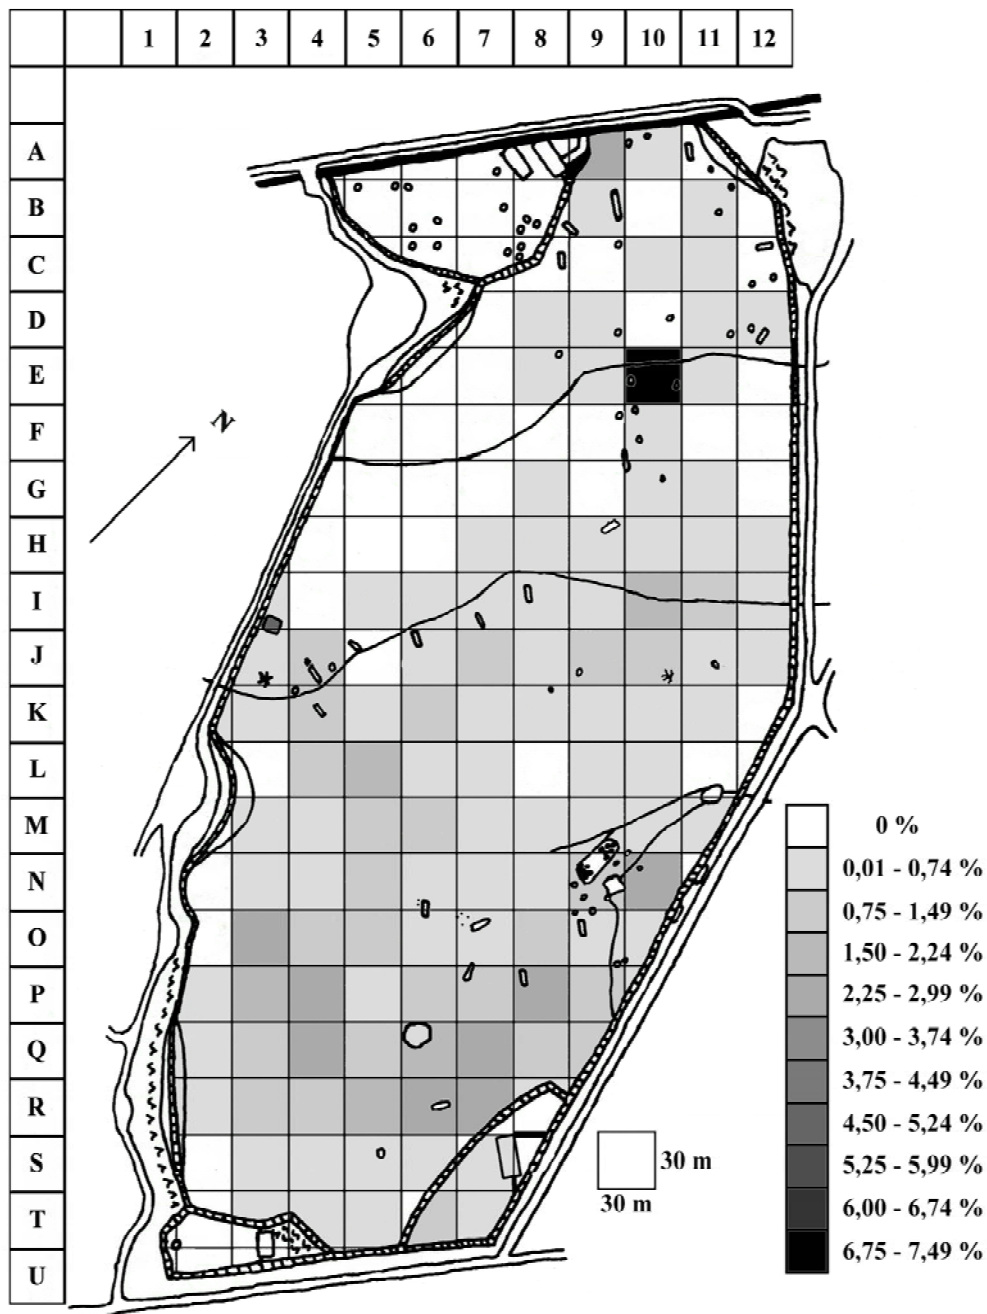 1 2 3 4 5 6 7 8 9 10 11 12
A
B
C
D
E
F
N
G
H
I
J
K
L
M
0 %
N
0,01 - 0,74 %
0,75 - 1,49 %
O
1,50 - 2,24 %
P
2,25 - 2,99 %
Q
3,00 - 3,74 %
3,75 - 4,49 %
R
4,50 - 5,24 %
S
30 m
5,25 - 5,99 %
30 m
T
6,00 - 6,74 %
6,75 - 7,49 %
U